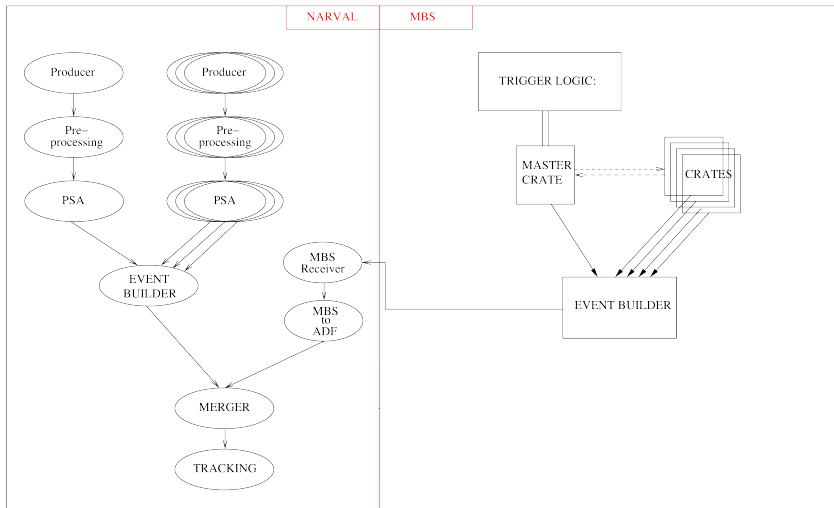 NARVAL
MBS
Producer
Producer
TRIGGER LOGIC:
Pre-
processing
Pre-
processing
MASTER
CRATE
CRATES
PSA
PSA
MBS
Receiver
EVENT
BUILDER
EVENT BUILDER
MBS
to
ADF
MERGER
TRACKING